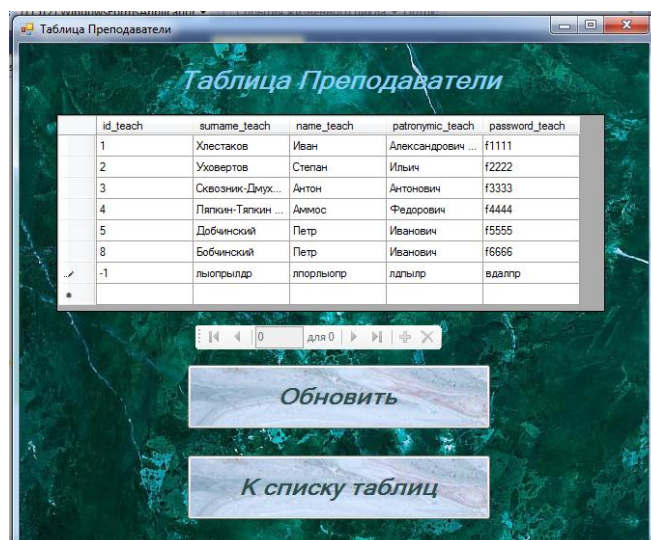 Таблица Преподаватели
Таблица Преподаватели
id_teach surname_teach name_teach patronymic_teach password_teach
1 Хлестаков Иван Александрович ... f1111
2 Уховертов Степан Ильич f2222
3 Сквозник-Дмух... Антон Антонович f3333
4 Ляпкин-Тяпкин ... Аммос Федорович f4444
5 Добчинский Петр Иванович f5555
8 Бобчинский Петр Иванович f6666
-1 лыопрылдр лпорлыопр лдпылр вдалпр
0 для 0
Обновить
К списку таблиц